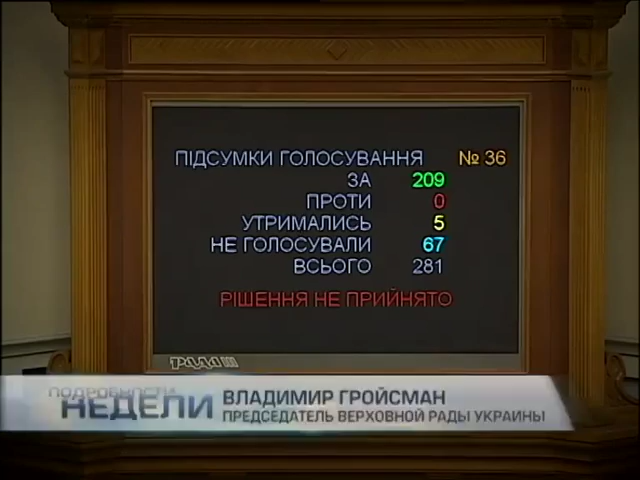 ПІДСУМКИ ГОЛОСУВАННЯ № 36
ЗА 209
ПРОТИ 0
УТРИМАЛИСЬ 5
НЕ ГОЛОСУВАЛИ 67
ВСЬОГО 281
РІШЕННЯ НЕ ПРИЙНЯТО
РАДА
ПОДРОБНОСТИ
НЕДЕЛИ
ВЛАДИМИР ГРОЙСМАН
ПРЕДСЕДАТЕЛЬ ВЕРХОВНОЙ РАДЫ УКРАИНЫ